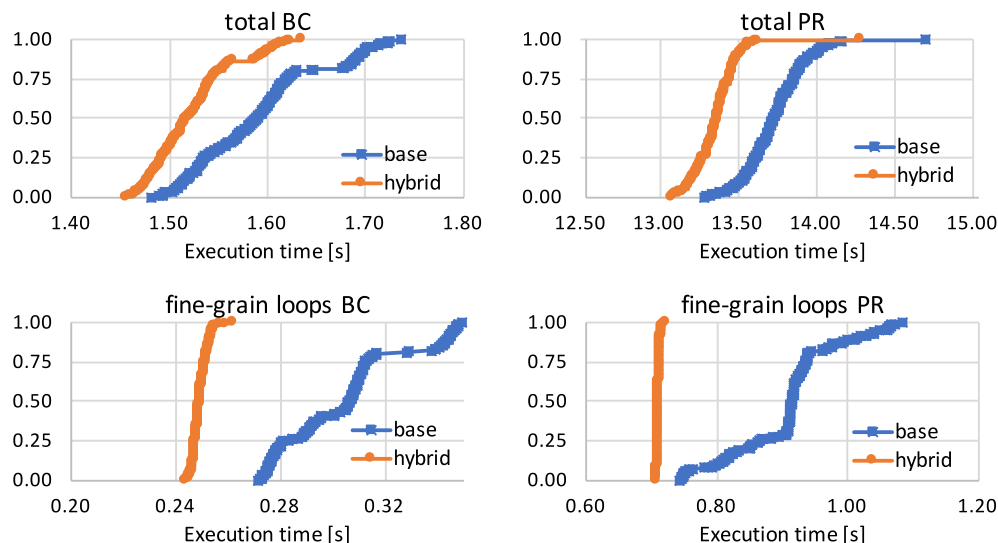 total BC
1.00
0.75
0.50
0.25
0.00
base
hybrid
1.40 1.50 1.60 1.70 1.80
Execution time [s]
total PR
1.00
0.75
0.50
0.25
0.00
base
hybrid
12.50 13.00 13.50 14.00 14.50 15.00
Execution time [s]
fine-grain loops BC
1.00
0.75
0.50
0.25
0.00
base
hybrid
0.20 0.24 0.28 0.32
Execution time [s]
fine-grain loops PR
1.00
0.75
0.50
0.25
0.00
base
hybrid
0.60 0.80 1.00 1.20
Execution time [s]